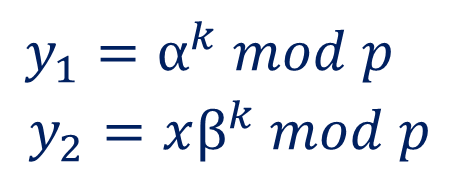 y₁ = αᵏ mod p
y₂ = xβᵏ mod p